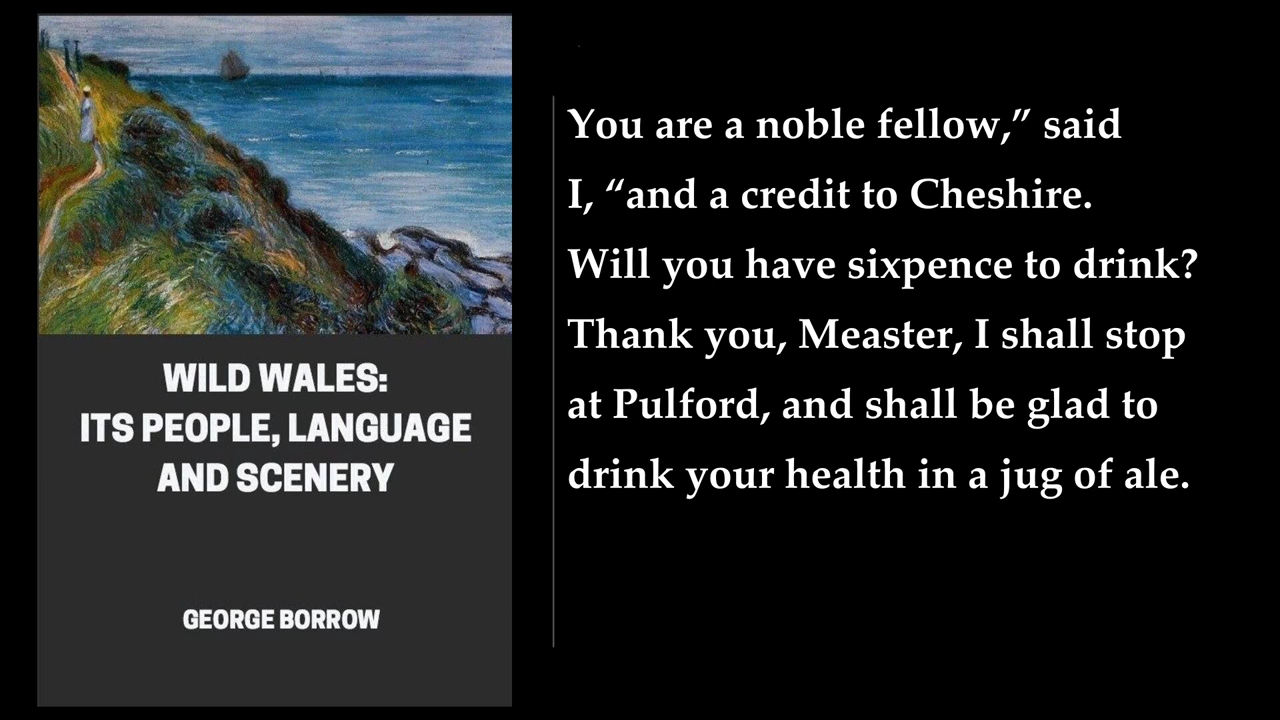 WILD WALES:
ITS PEOPLE, LANGUAGE
AND SCENERY
GEORGE BORROW
You are a noble fellow,” said
I, “and a credit to Cheshire.
Will you have sixpence to drink?
Thank you, Measter, I shall stop
at Pulford, and shall be glad to
drink your health in a jug of ale.